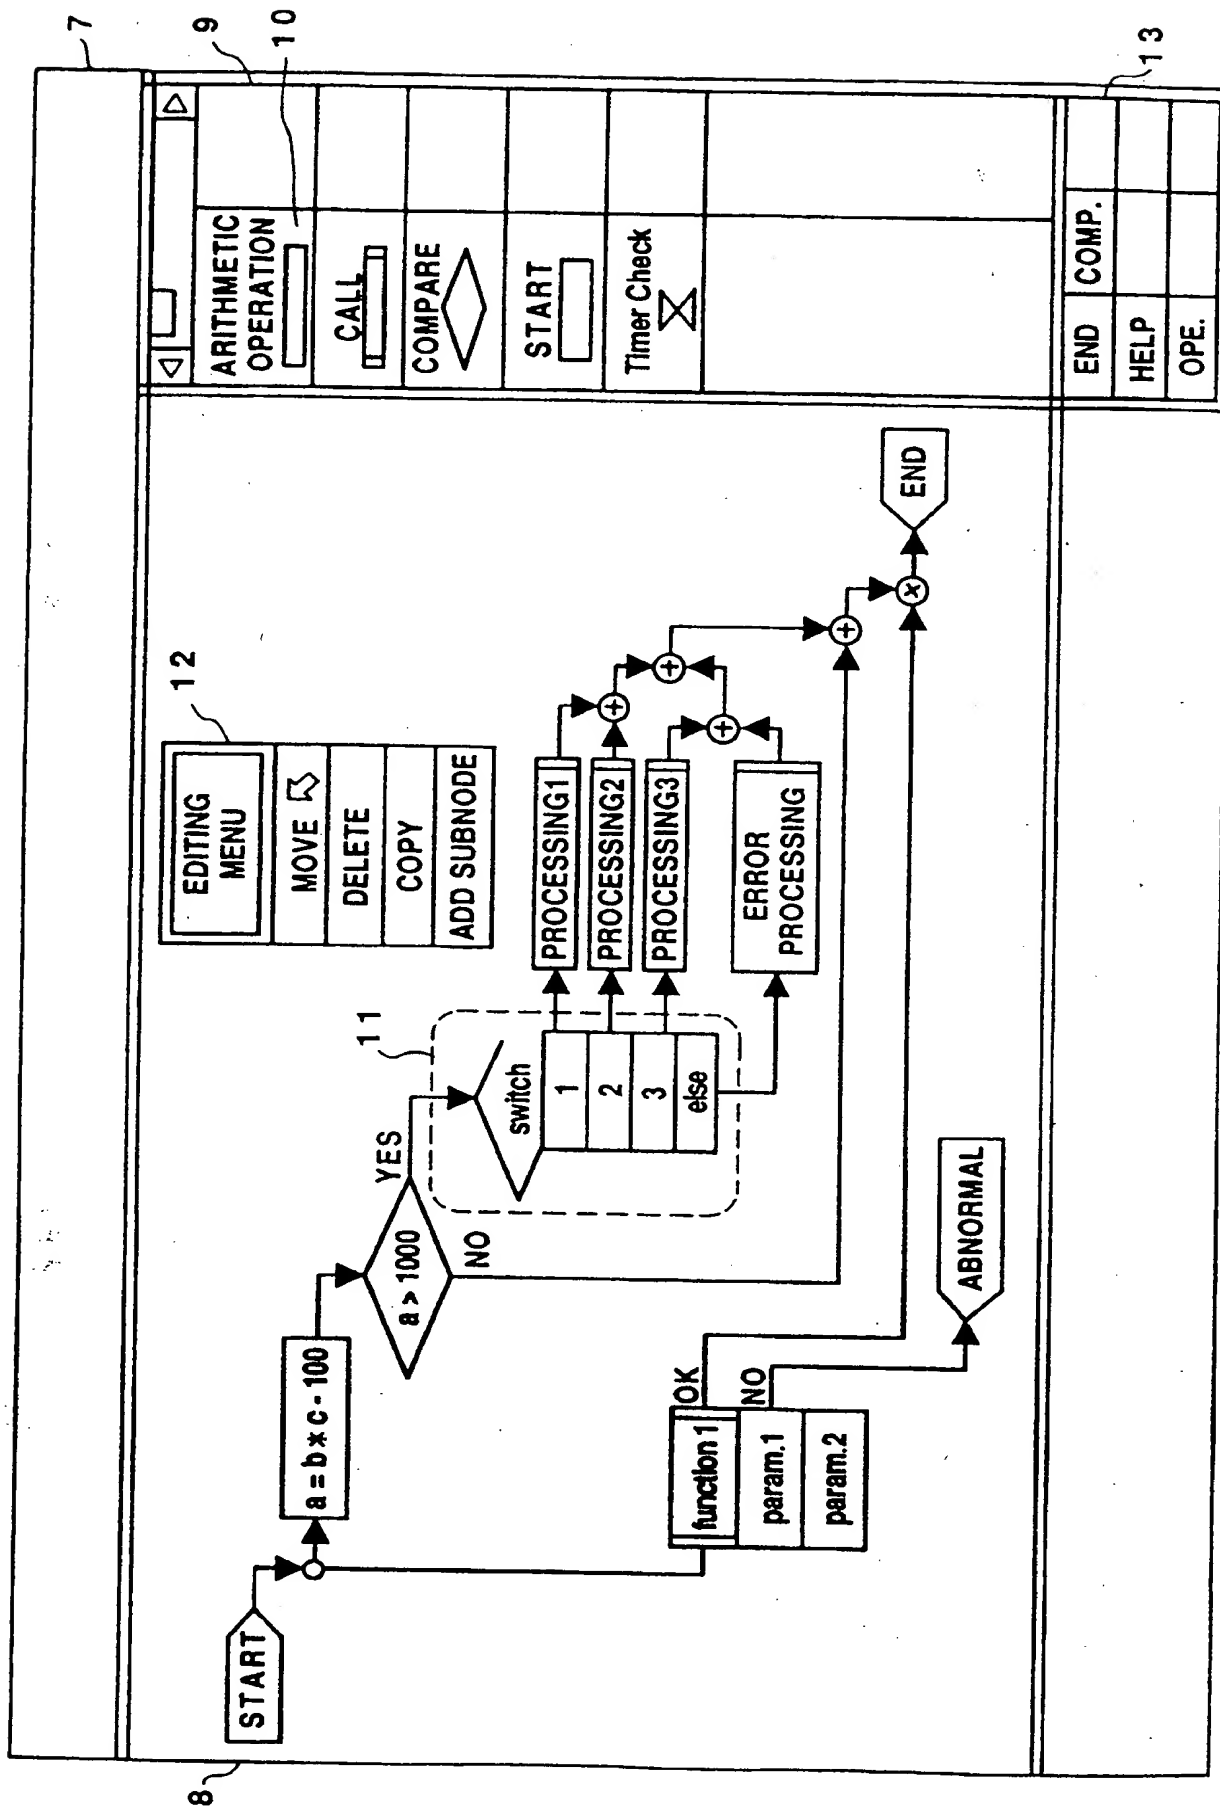 7
8
9
10
ARITHMETIC
OPERATION
CALL
COMPARE
START
Timer Check
12
EDITING
MENU
MOVE
DELETE
COPY
ADD SUBNODE
START
a = b * c - 100
a > 1000
YES
NO
11
switch
1
2
3
else
PROCESSING1
PROCESSING2
PROCESSING3
ERROR
PROCESSING
+
+
+
+
×
END
function1
OK
param.1
NO
param.2
ABNORMAL
13
END
COMP.
HELP
OPE.